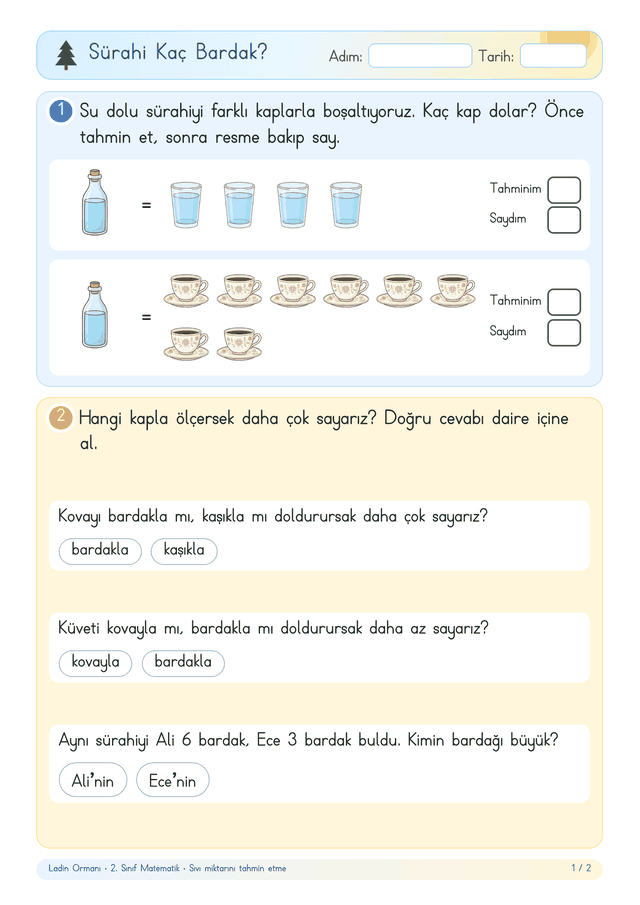 Sürahi Kaç Bardak?
Adım:
Tarih:
1
Su dolu sürahiyi farklı kaplarla boşaltıyoruz. Kaç kap dolar? Önce
tahmin et, sonra resme bakıp say.
=
Tahminim
Saydım
=
Tahminim
Saydım
2
Hangi kapla ölçersek daha çok sayarız? Doğru cevabı daire içine
al.
Kovayı bardakla mı, kaşıkla mı doldurursak daha çok sayarız?
bardakla
kaşıkla
Küveti kovayla mı, bardakla mı doldurursak daha az sayarız?
kovayla
bardakla
Aynı sürahiyi Ali 6 bardak, Ece 3 bardak buldu. Kimin bardağı büyük?
Ali’nin
Ece’nin
Ladin Ormanı • 2. Sınıf Matematik • Sıvı miktarını tahmin etme
1 / 2